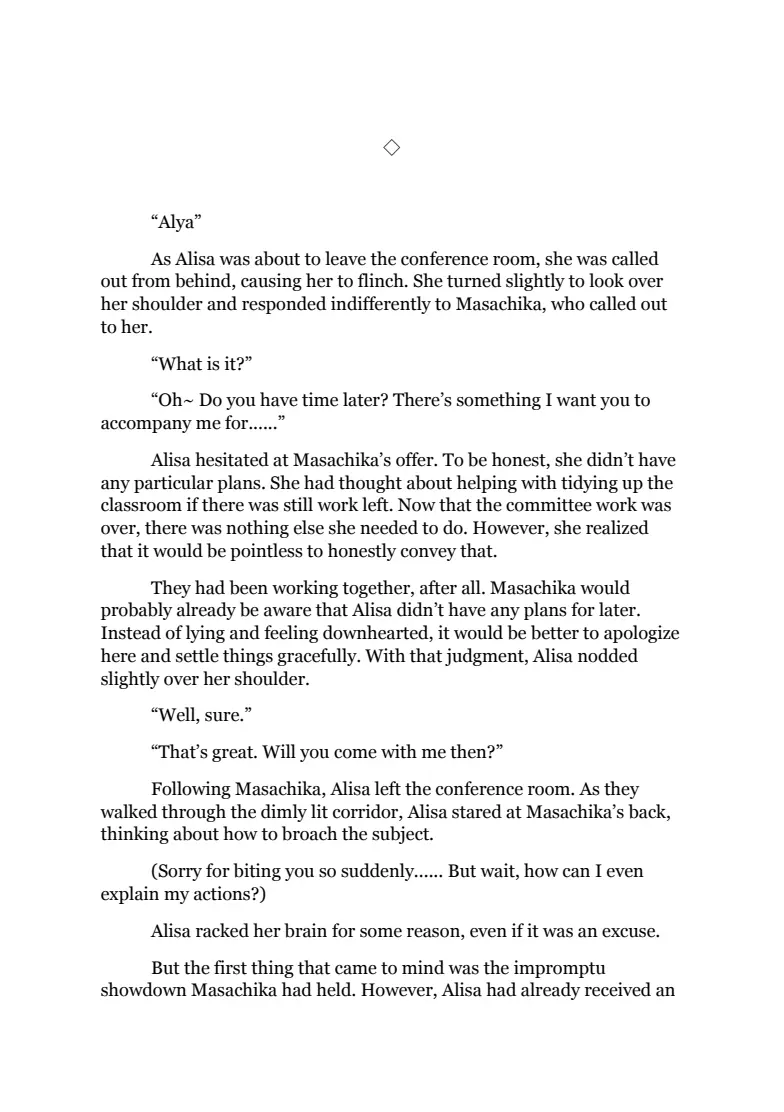 ◇
“Alya”
As Alisa was about to leave the conference room, she was called
out from behind, causing her to flinch. She turned slightly to look over
her shoulder and responded indifferently to Masachika, who called out
to her.
“What is it?”
“Oh~ Do you have time later? There’s something I want you to
accompany me for......”
Alisa hesitated at Masachika’s offer. To be honest, she didn’t have
any particular plans. She had thought about helping with tidying up the
classroom if there was still work left. Now that the committee work was
over, there was nothing else she needed to do. However, she realized
that it would be pointless to honestly convey that.
They had been working together, after all. Masachika would
probably already be aware that Alisa didn’t have any plans for later.
Instead of lying and feeling downhearted, it would be better to apologize
here and settle things gracefully. With that judgment, Alisa nodded
slightly over her shoulder.
“Well, sure.”
“That’s great. Will you come with me then?”
Following Masachika, Alisa left the conference room. As they
walked through the dimly lit corridor, Alisa stared at Masachika’s back,
thinking about how to broach the subject.
(Sorry for biting you so suddenly...... But wait, how can I even
explain my actions?)
Alisa racked her brain for some reason, even if it was an excuse.
But the first thing that came to mind was the impromptu
showdown Masachika had held. However, Alisa had already received an